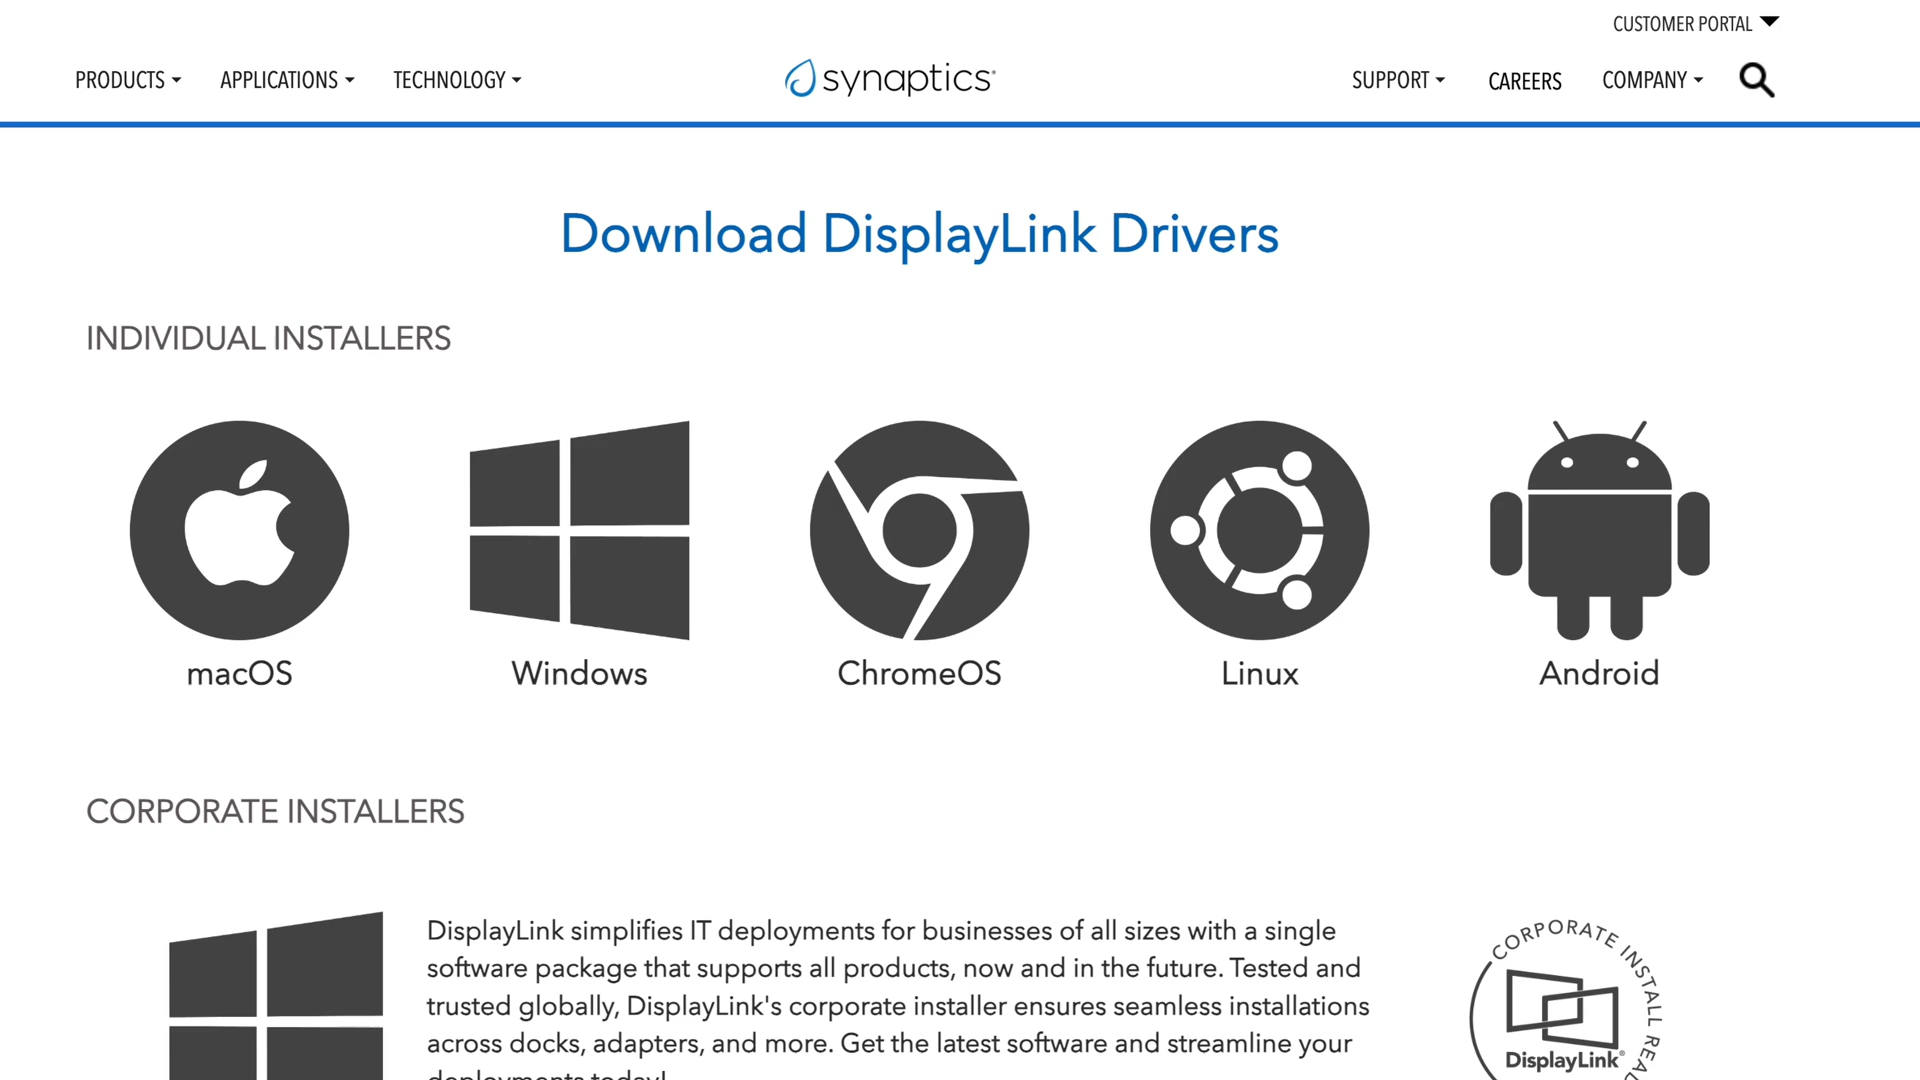 CUSTOMER PORTAL
PRODUCTS
APPLICATIONS
TECHNOLOGY
synaptics
SUPPORT
CAREERS
COMPANY
Download DisplayLink Drivers
INDIVIDUAL INSTALLERS
macOS
Windows
ChromeOS
Linux
Android
CORPORATE INSTALLERS
DisplayLink simplifies IT deployments for businesses of all sizes with a single
software package that supports all products, now and in the future. Tested and
trusted globally, DisplayLink's corporate installer ensures seamless installations
across docks, adapters, and more. Get the latest software and streamline your
deployments today!
CORPORATE INSTALL
DisplayLink